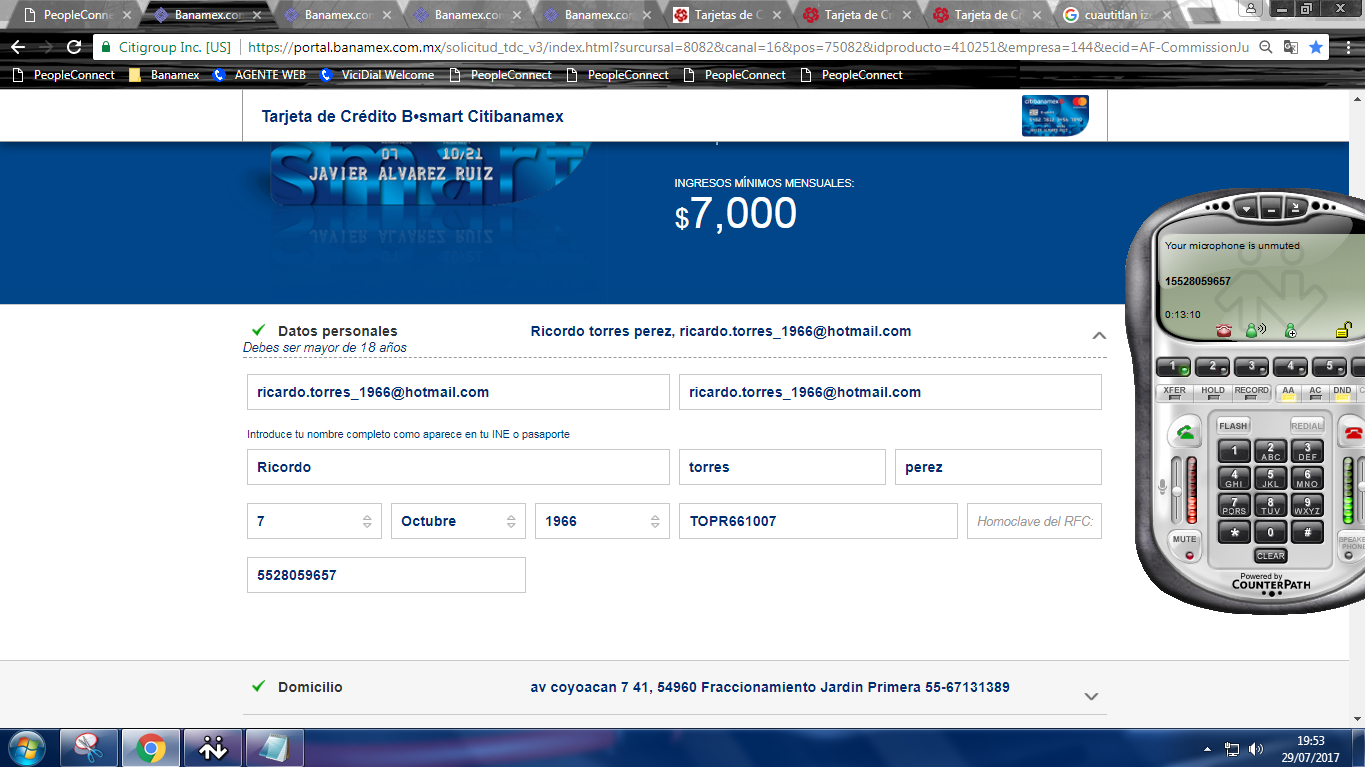 PeopleConne
Banamex.co
Banamex.co
Banamex.co
Banamex.co
Tarjetas de C
Tarjeta de C
Tarjeta de C
cuautitlan iz
Citigroup Inc. [US]
https://portal.banamex.com.mx/solicitud_tdc_v3/index.html?surcursal=8082&canal=16&pos=75082&idproducto=410251&empresa=144&ecid=AF-CommissionJu
PeopleConnect
Banamex
AGENTE WEB
ViciDial Welcome
PeopleConnect
PeopleConnect
PeopleConnect
PeopleConnect
Tarjeta de Crédito B•smart Citibanamex
citibanamex
smart
07 10/21
JAVIER ALVAREZ RUIZ
INGRESOS MÍNIMOS MENSUALES:
$7,000
Datos personales
Ricordo torres perez, ricardo.torres_1966@hotmail.com
Debes ser mayor de 18 años
ricardo.torres_1966@hotmail.com
ricardo.torres_1966@hotmail.com
Introduce tu nombre completo como aparece en tu INE o pasaporte
Ricordo
torres
perez
7
Octubre
1966
TOPR661007
Homoclave del RFC:
5528059657
Domicilio
av coyoacan 7 41, 54960 Fraccionamiento Jardin Primera 55-67131389
Your microphone is unmuted
15528059657
0:13:10
1 2 3 4 5
XFER HOLD RECORD AA AC DND
FLASH REDIAL
1 2 ABC 3 DEF
4 GHI 5 JKL 6 MNO
7 PQRS 8 TUV 9 WXYZ
* 0 #
MUTE
SPEAKER
PHONE
CLEAR
Powered by
COUNTERPATH
19:53
29/07/2017